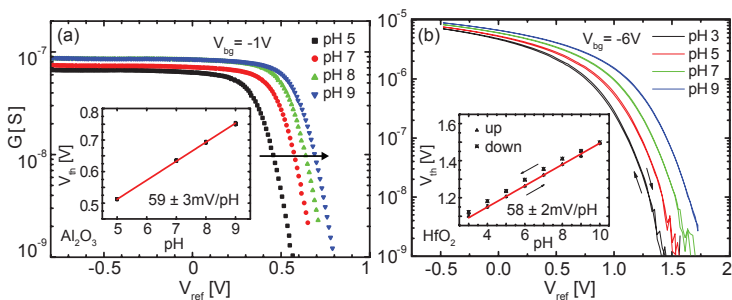 (a)
V_bg = -1V
pH 5
pH 7
pH 8
pH 9
G[S]
10^-7
10^-8
10^-9
0.8
0.7
0.6
0.5
V_th [V]
5 6 7 8 9
pH
59 ± 3mV/pH
Al2O3
-0.5 0 0.5 1
V_ref [V]
(b)
V_bg = -6V
pH 3
pH 5
pH 7
pH 9
10^-5
10^-6
10^-7
10^-8
10^-9
up
down
1.6
1.4
1.2
V_th [V]
4 6 8 10
pH
58 ± 2mV/pH
HfO2
-0.5 0.0 0.5 1.0 1.5 2.0
V_ref [V]